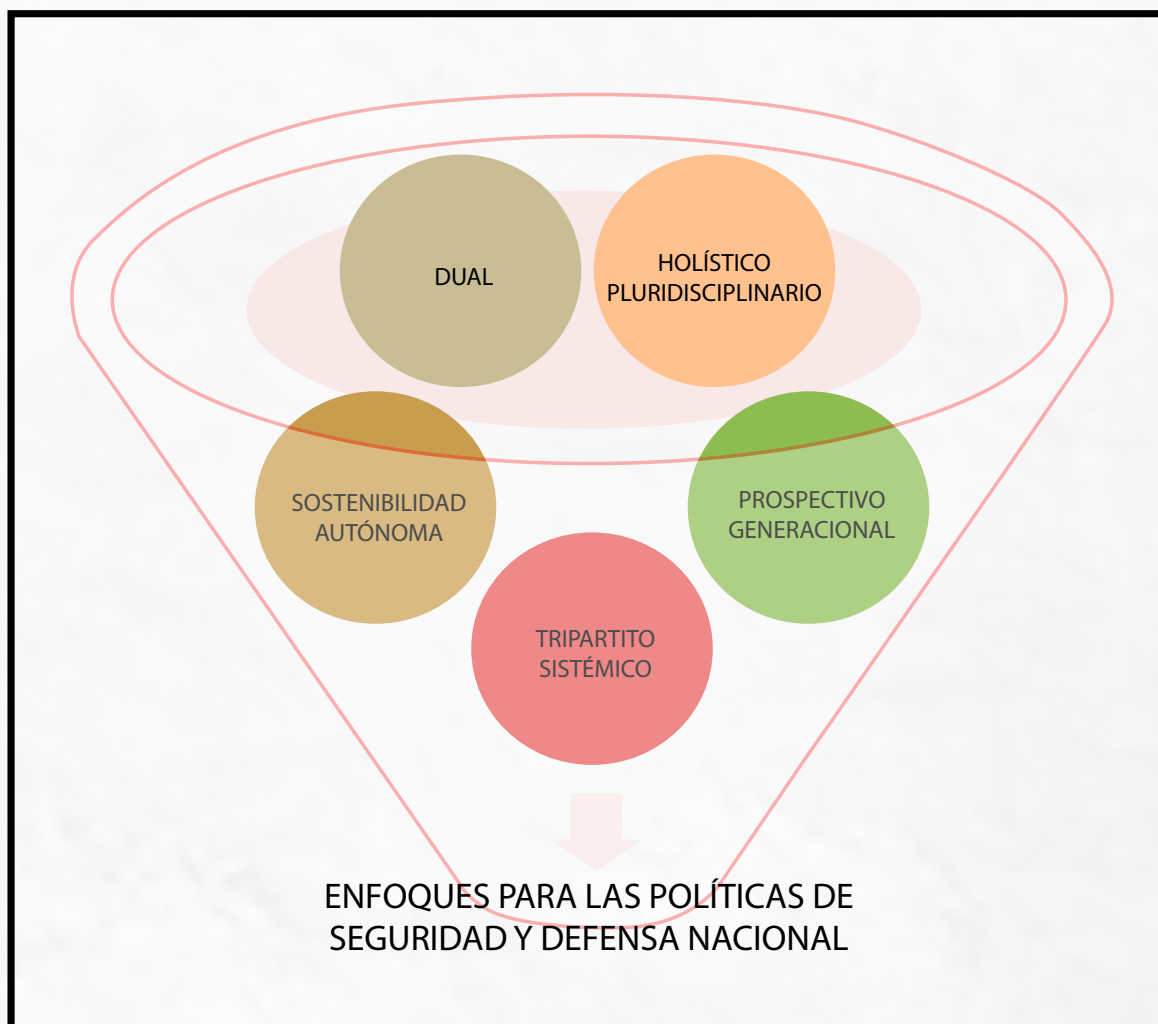 DUAL
HOLÍSTICO
PLURIDISCIPLINARIO
SOSTENIBILIDAD
AUTÓNOMA
PROSPECTIVO
GENERACIONAL
TRIPARTITO
SISTÉMICO
ENFOQUES PARA LAS POLÍTICAS DE
SEGURIDAD Y DEFENSA NACIONAL